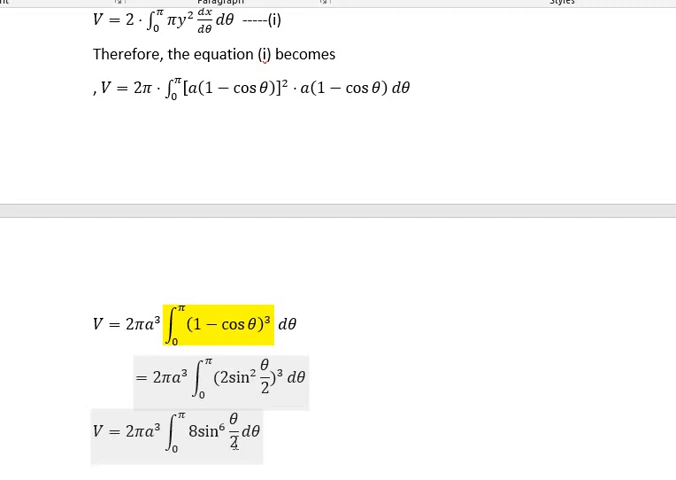 Paragraph
Styles
V = 2 · ∫₀^π πy² dx/dθ dθ -----(i)
Therefore, the equation (i) becomes
, V = 2π · ∫₀^π [a(1 − cos θ)]² · a(1 − cos θ) dθ
V = 2πa³ ∫₀^π (1 − cos θ)³ dθ
= 2πa³ ∫₀^π (2sin² θ/2)³ dθ
V = 2πa³ ∫₀^π 8sin⁶ θ/2 dθ